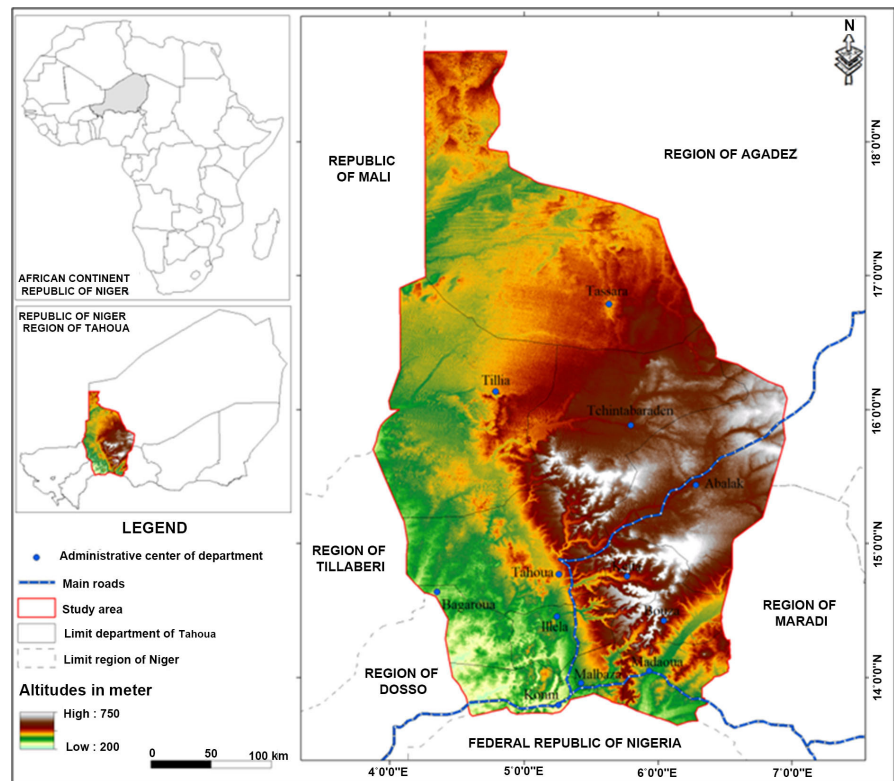 AFRICAN CONTINENT
REPUBLIC OF NIGER
REPUBLIC OF NIGER
REGION OF TAHOUA
LEGEND
Administrative center of department
Main roads
Study area
Limit department of Tahoua
Limit region of Niger
Altitudes in meter
High : 750
Low : 200
0 50 100 km
N
REPUBLIC
OF MALI
REGION OF AGADEZ
18°0'0"N
Tassara
17°0'0"N
Tillia
16°0'0"N
Tchintabaraden
Abalak
REGION OF
TILLABERI
15°0'0"N
Tahoua
Keita
Bagaroua
Illela
Bouza
REGION OF
MARADI
REGION OF
DOSSO
Madaoua
Malbaza
14°0'0"N
Konni
FEDERAL REPUBLIC OF NIGERIA
4°0'0"E 5°0'0"E 6°0'0"E 7°0'0"E